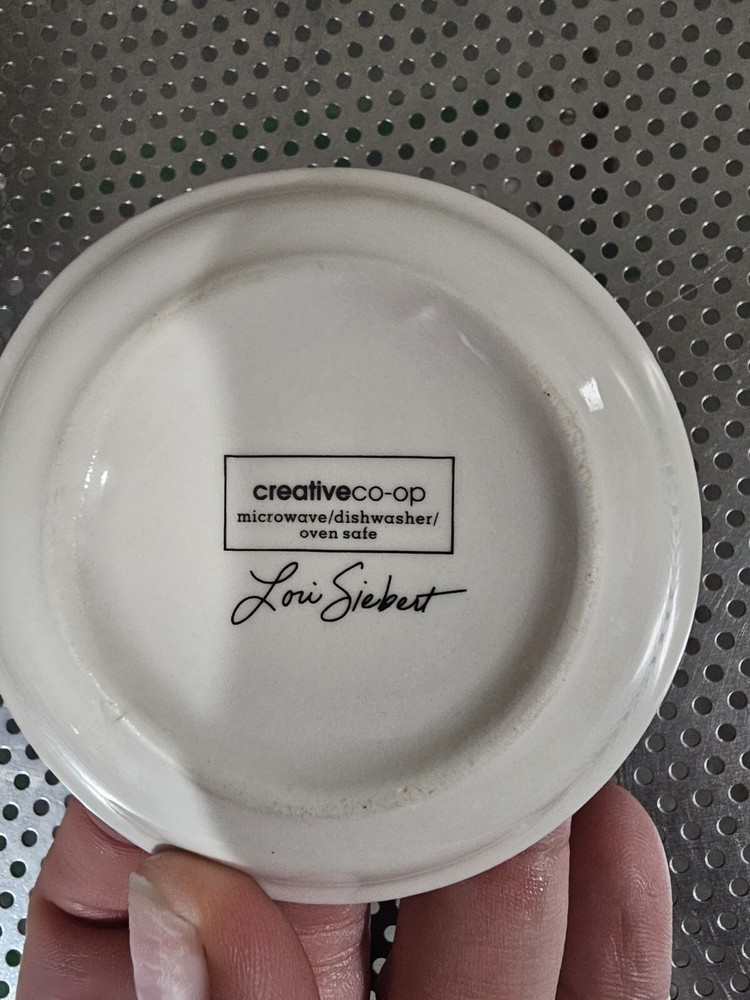 creativeco-op
microwave/dishwasher/
oven safe
Lori Siebert